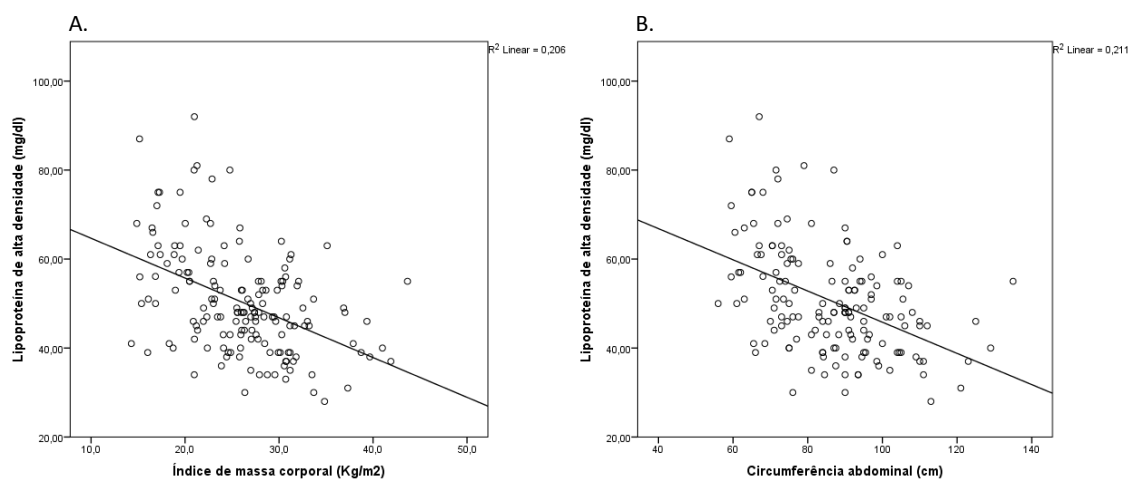 A.
R2 Linear = 0,206
Lipoproteina de alta densidade (mg/dl)
100,00
80,00
60,00
40,00
20,00
10,0
20,0
30,0
40,0
50,0
Índice de massa corporal (Kg/m2)
B.
R2 Linear = 0,211
Lipoproteina de alta densidade (mg/dl)
100,00
80,00
60,00
40,00
20,00
40
60
80
100
120
140
Circumferência abdominal (cm)